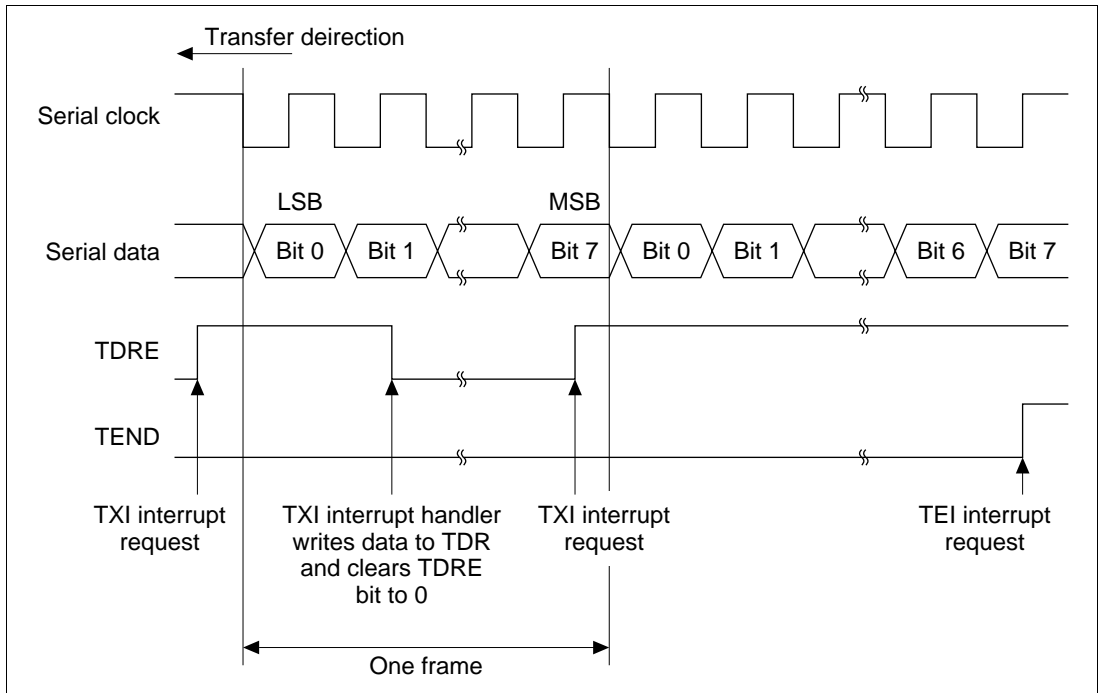 Transfer deirection
Serial clock
LSB
MSB
Serial data
Bit 0
Bit 1
Bit 7
Bit 0
Bit 1
Bit 6
Bit 7
TDRE
TEND
TXI interrupt
request
TXI interrupt handler
writes data to TDR
and clears TDRE
bit to 0
TXI interrupt
request
TEI interrupt
request
One frame